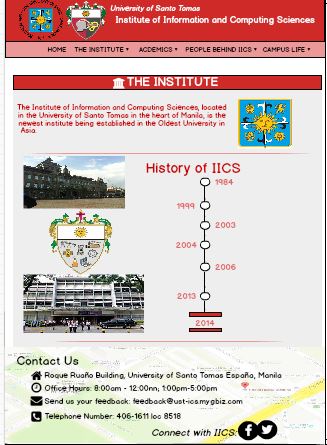 University of Santo Tomas
Institute of Information and Computing Sciences
HOME THE INSTITUTE ACDEMICS PEOPLE BEHIND IICS CAMPUS LIFE
THE INSTITUTE
The Institute of Information and Computing Sciences, located
in the University of Santo Tomas in the heart of Manila, is the
newest institute being established in the Oldest University in
Asia.
History of IICS
1984
1999
2003
2004
2006
2013
2014
Contact Us
Roque Ruaño Building, University of Santo Tomas España, Manila
Office Hours: 8:00am - 12:00nn; 1:00pm-5:00pm
Send us your feedback: feedback@ust-ics.mygbiz.com
Telephone Number: 406-1611 loc 8518
Connect with IICS: